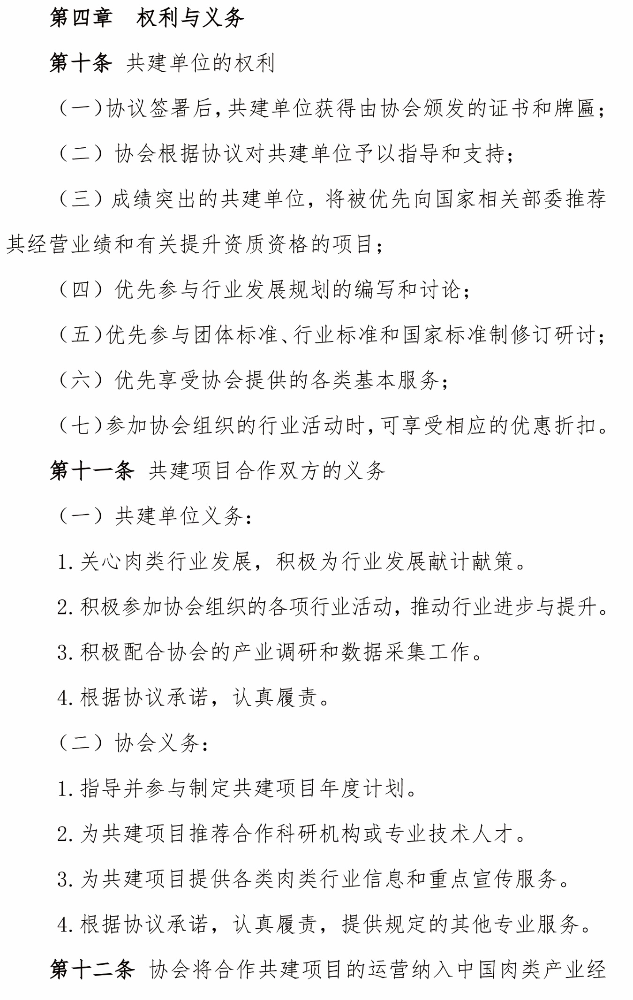 第四章　权利与义务
第十条 共建单位的权利
（一）协议签署后，共建单位获得由协会颁发的证书和牌匾；
（二）协会根据协议对共建单位予以指导和支持；
（三）成绩突出的共建单位，将被优先向国家相关部委推荐
其经营业绩和有关提升资质资格的项目；
（四）优先参与行业发展规划的编写和讨论；
（五）优先参与团体标准、行业标准和国家标准制修订研讨；
（六）优先享受协会提供的各类基本服务；
（七）参加协会组织的行业活动时，可享受相应的优惠折扣。
第十一条 共建项目合作双方的义务
（一）共建单位义务：
1.关心肉类行业发展，积极为行业发展献计献策。
2.积极参加协会组织的各项行业活动，推动行业进步与提升。
3.积极配合协会的产业调研和数据采集工作。
4.根据协议承诺，认真履责。
（二）协会义务：
1.指导并参与制定共建项目年度计划。
2.为共建项目推荐合作科研机构或专业技术人才。
3.为共建项目提供各类肉类行业信息和重点宣传服务。
4.根据协议承诺，认真履责，提供规定的其他专业服务。
第十二条 协会将合作共建项目的运营纳入中国肉类产业经